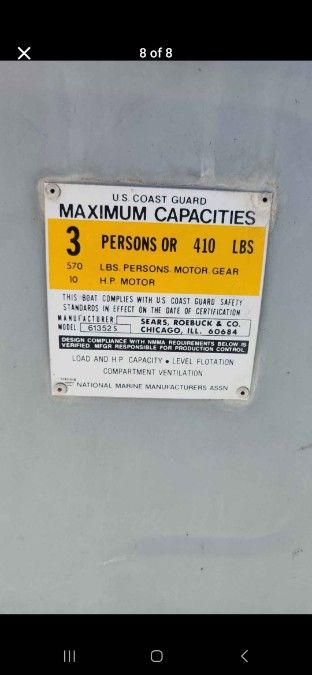 8 of 8
U.S. COAST GUARD
MAXIMUM CAPACITIES
3 PERSONS OR 410 LBS
570 LBS. PERSONS. MOTOR. GEAR
10 H.P. MOTOR
THIS BOAT COMPLIES WITH U.S. COAST GUARD SAFETY
STANDARDS IN EFFECT ON THE DATE OF CERTIFICATION
MANUFACTURER SEARS, ROEBUCK & CO.
MODEL 61352 S CHICAGO, ILL. 60684
DESIGN COMPLIANCE WITH NMMA REQUIREMENTS BELOW IS
VERIFIED. MFGR RESPONSIBLE FOR PRODUCTION CONTROL
LOAD AND H.P. CAPACITY • LEVEL FLOTATION
COMPARTMENT VENTILATION
NATIONAL MARINE MANUFACTURERS ASSN